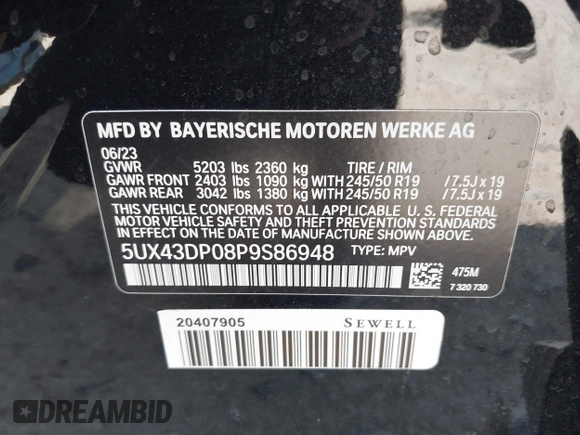 MFD BY BAYERISCHE MOTOREN WERKE AG
06/23
GVWR 5203 lbs 2360 kg TIRE / RIM
GAWR FRONT 2403 lbs 1090 kg WITH 245/50 R19 / 7.5J x 19
GAWR REAR 3042 lbs 1380 kg WITH 245/50 R19 / 7.5J x 19
THIS VEHICLE CONFORMS TO ALL APPLICABLE U. S. FEDERAL
MOTOR VEHICLE SAFETY AND THEFT PREVENTION STANDARDS
IN EFFECT ON THE DATE OF MANUFACTURE SHOWN ABOVE.
5UX43DP08P9S86948 TYPE: MPV
475M
7 320 730
20407905 SEWELL
DREAMBID